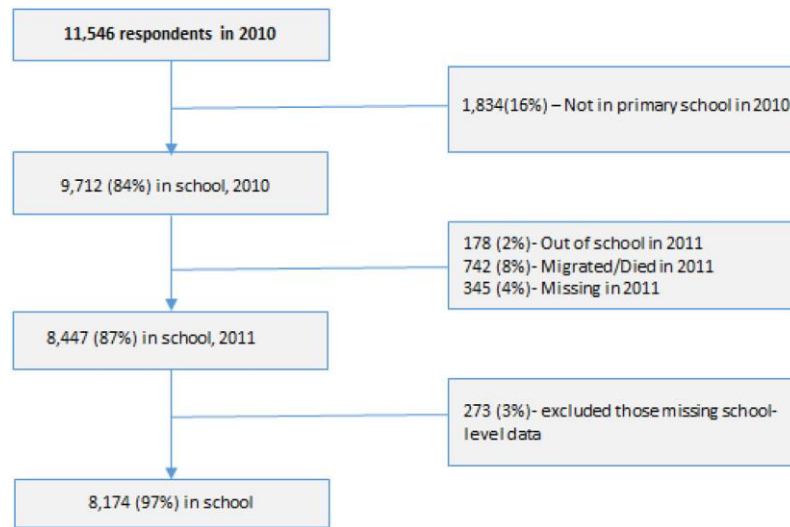 11,546 respondents in 2010
1,834(16%) – Not in primary school in 2010
9,712 (84%) in school, 2010
178 (2%)- Out of school in 2011
742 (8%)- Migrated/Died in 2011
345 (4%)- Missing in 2011
8,447 (87%) in school, 2011
273 (3%)- excluded those missing school-
level data
8,174 (97%) in school